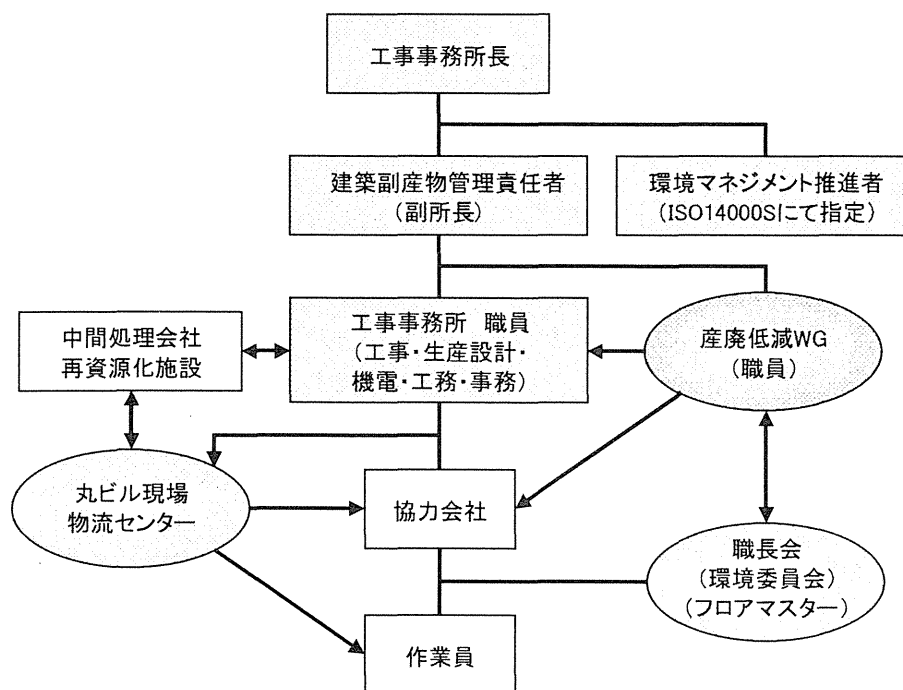 工事事務所長
建築副産物管理責任者
(副所長)
環境マネジメント推進者
(ISO14000Sにて指定)
中間処理会社
再資源化施設
工事事務所 職員
(工事・生産設計・
機電・工務・事務)
産廃低減WG
(職員)
丸ビル現場
物流センター
協力会社
職長会
(環境委員会)
(フロアマスター)
作業員